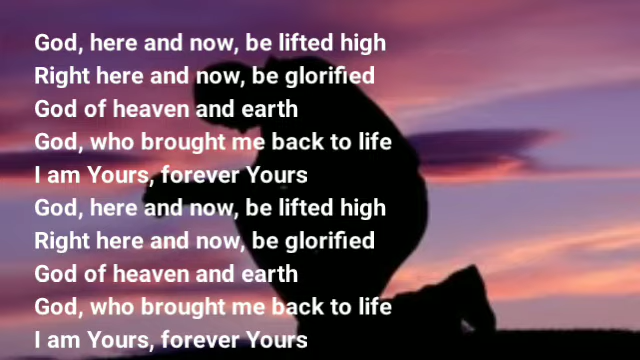 God, here and now, be lifted high
Right here and now, be glorified
God of heaven and earth
God, who brought me back to life
I am Yours, forever Yours
God, here and now, be lifted high
Right here and now, be glorified
God of heaven and earth
God, who brought me back to life
I am Yours, forever Yours